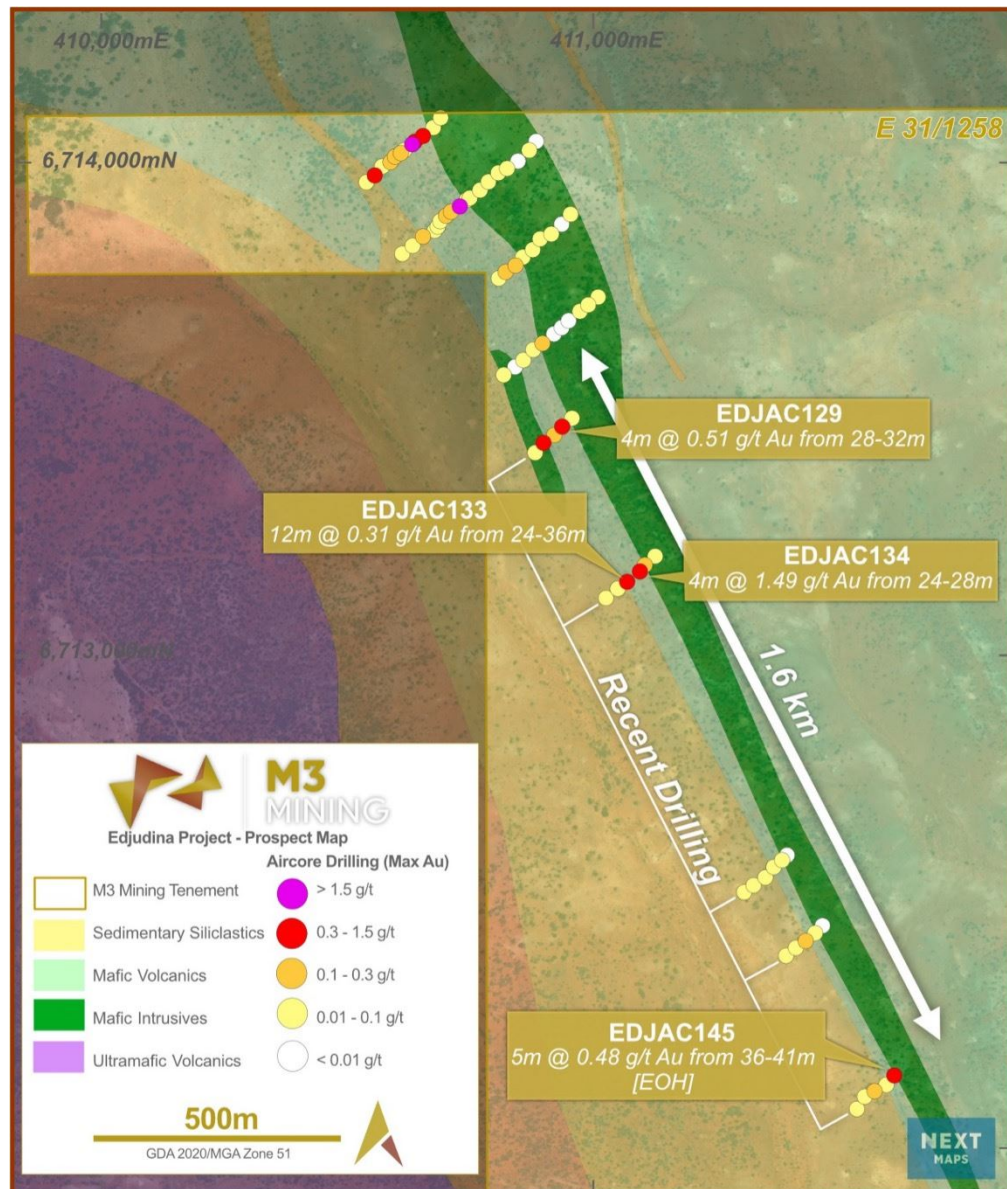 410,000mE
411,000mE
E 31/1258
6,714,000mN
EDJAC129
4m @ 0.51 g/t Au from 28-32m
EDJAC133
12m @ 0.31 g/t Au from 24-36m
EDJAC134
4m @ 1.49 g/t Au from 24-28m
6,713,000mN
1.6 km
Recent Drilling
M3
MINING
Edjudina Project - Prospect Map
Aircore Drilling (Max Au)
M3 Mining Tenement
> 1.5 g/t
Sedimentary Siliclastics
0.3 - 1.5 g/t
Mafic Volcanics
0.1 - 0.3 g/t
Mafic Intrusives
0.01 - 0.1 g/t
Ultramafic Volcanics
< 0.01 g/t
500m
GDA 2020/MGA Zone 51
EDJAC145
5m @ 0.48 g/t Au from 36-41m
[EOH]
NEXT
MAPS